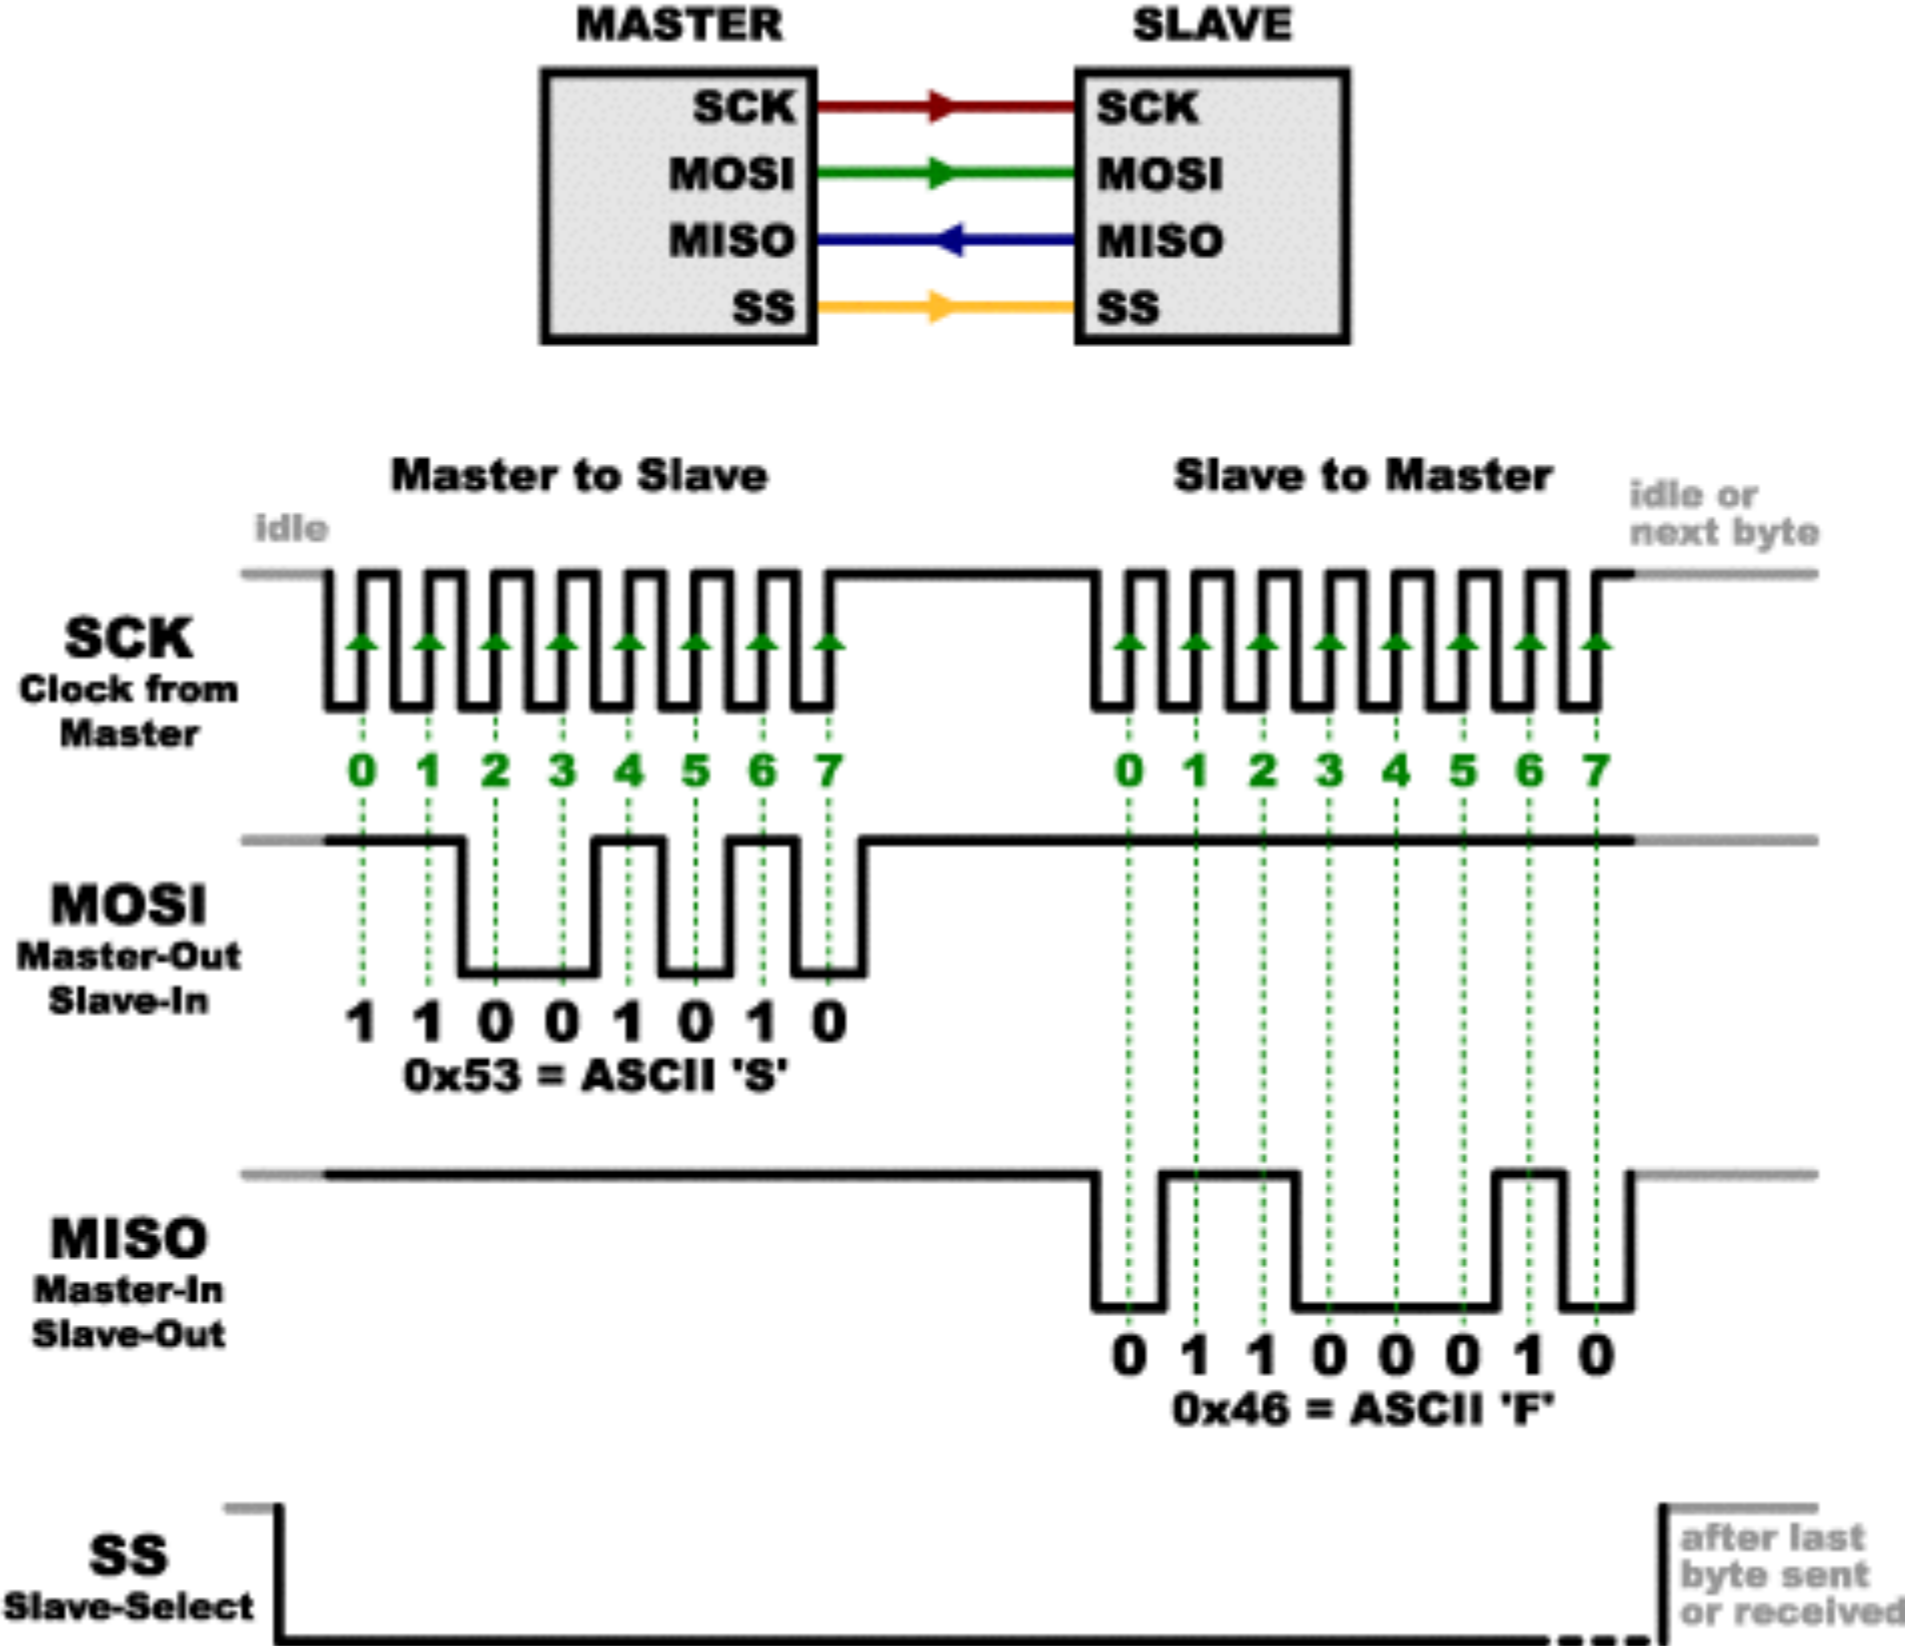 MASTER SLAVE
SCK SCK
MOSI MOSI
MISO MISO
SS SS
Master to Slave Slave to Master
idle
idle or
next byte
SCK
Clock from
Master
0 1 2 3 4 5 6 7 0 1 2 3 4 5 6 7
MOSI
Master-Out
Slave-In
1 1 0 0 1 0 1 0
0x53 = ASCII 'S'
MISO
Master-In
Slave-Out
0 1 1 0 0 0 1 0
0x46 = ASCII 'F'
SS
Slave-Select
after last
byte sent
or received